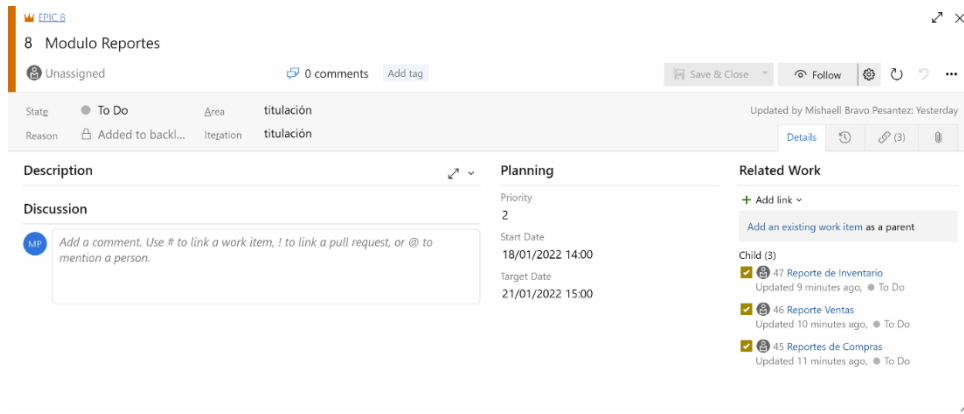 EPIC 8
8 Modulo Reportes
Unassigned 0 comments Add tag Save & Close Follow
State To Do Area titulación Updated by Mishaell Bravo Pesantez: Yesterday
Reason Added to backl... Iteration titulación Details (3)
Description
Discussion
MP
Add a comment. Use # to link a work item, ! to link a pull request, or @ to
mention a person.
Planning
Priority
2
Start Date
18/01/2022 14:00
Target Date
21/01/2022 15:00
Related Work
+ Add link
Add an existing work item as a parent
Child (3)
47 Reporte de Inventario
Updated 9 minutes ago, To Do
46 Reporte Ventas
Updated 10 minutes ago, To Do
45 Reportes de Compras
Updated 11 minutes ago, To Do